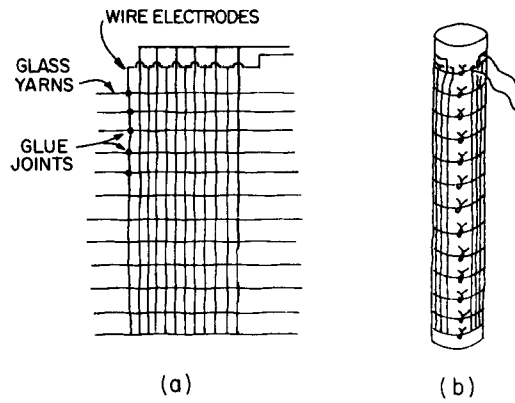 WIRE ELECTRODES
GLASS
YARNS
GLUE
JOINTS
(a)
(b)